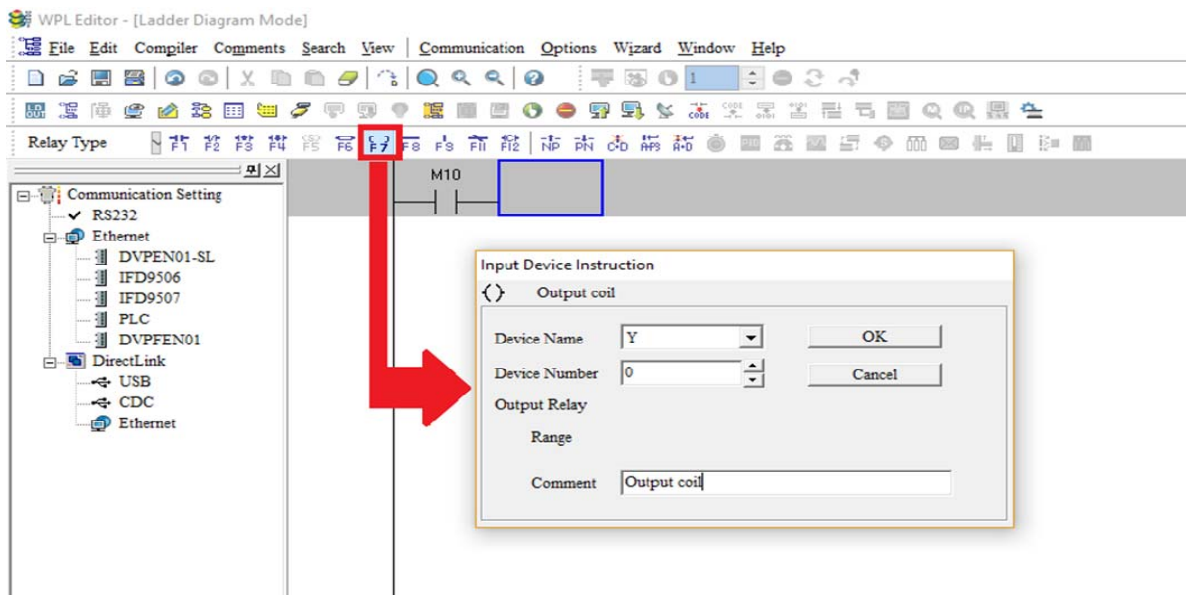 WPL Editor - [Ladder Diagram Mode]
File Edit Compiler Comments Search View Communication Options Wizard Window Help
1
Relay Type F1 F2 F3 F4 F5 F6 F7 F8 F9 F11 F12 NP PN
M10
Communication Setting
RS232
Ethernet
DVPEN01-SL
IFD9506
IFD9507
PLC
DVPFEN01
DirectLink
USB
CDC
Ethernet
Input Device Instruction
Output coil
Device Name Y OK
Device Number 0 Cancel
Output Relay
Range
Comment Output coil